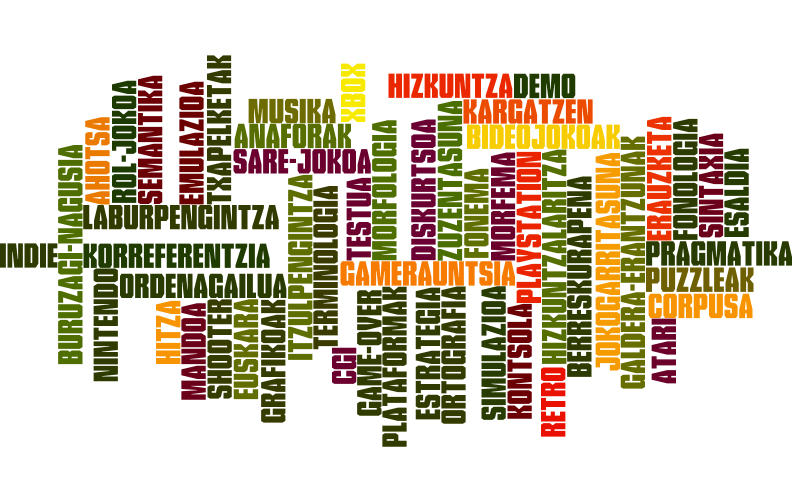 BURUZAGI-NAGUSIA
AHOTSA
ROL-JOKOA
SEMANTIKA
EMULAZIOA
TXAPELKETAK
MUSIKA
XBOX
HIZKUNTZA
DEMO
KARGATZEN
BIDEOJOKOAK
ANAFORAK
SARE-JOKOA
LABURPENGINTZA
INDIE
KORREFERENTZIA
NINTENDO
ORDENAGAILUA
ITZULPENGINTZA
TERMINOLOGIA
TESTUA
MORFOLOGIA
DISKURTSOA
ZUZENTASUNA
FONEMA
MORFEMA
PLAYSTATION
HIZKUNTZALARITZA
BERRESKURAPENA
JOKOGARRITASUNA
GALDERA-ERANTZUNAK
ERAUZKETA
FONOLOGIA
SINTAXIA
ESALDIA
PRAGMATIKA
PUZZLEAK
CORPUSA
ATARI
GAMERAUNTSIA
HITZA
MANDOA
SHOOTER
EUSKARA
GRAFIKOAK
CGI
GAME-OVER
PLATAFORMAK
ESTRATEGIA
ORTOGRAFIA
SIMULAZIOA
KONTSOLA
RETRO